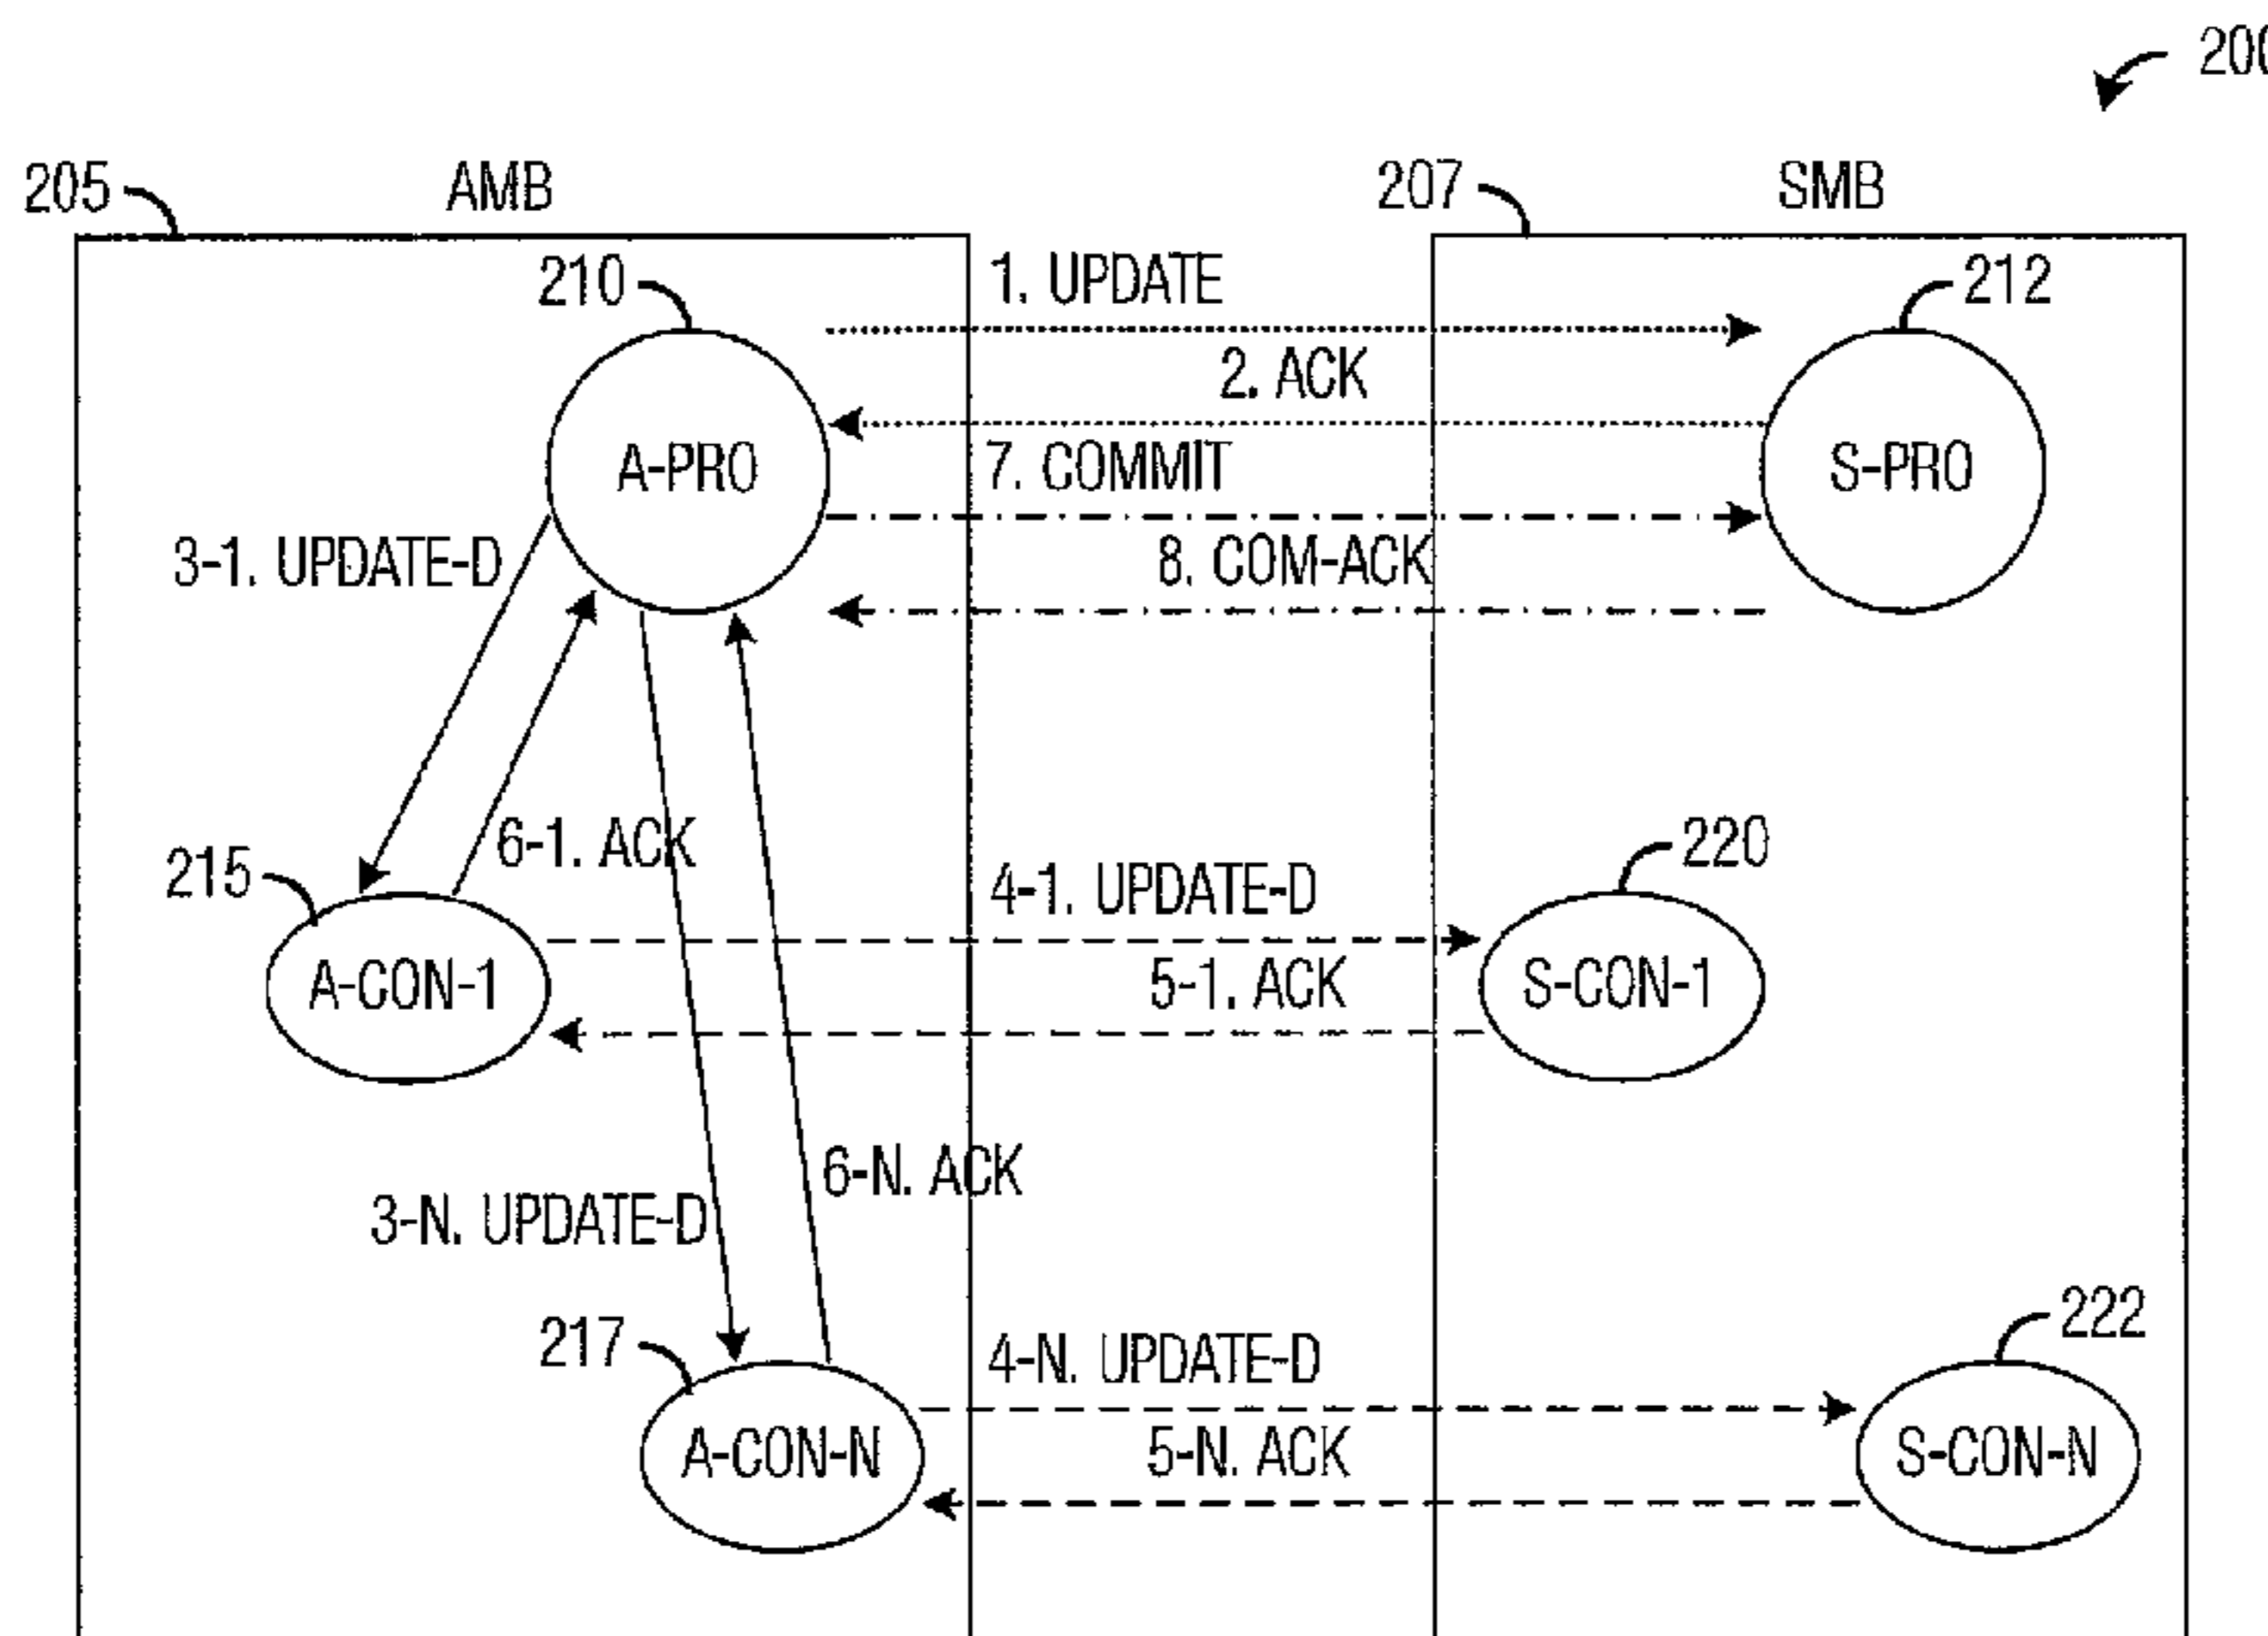 200
205 AMB 207 SMB
210 1. UPDATE 212
2. ACK
A-PRO 7. COMMIT S-PRO
3-1. UPDATE-D 8. COM-ACK
6-1. ACK 220
215 4-1. UPDATE-D
A-CON-1 5-1. ACK S-CON-1
6-N. ACK
3-N. UPDATE-D
222
217 4-N. UPDATE-D
A-CON-N 5-N. ACK S-CON-N